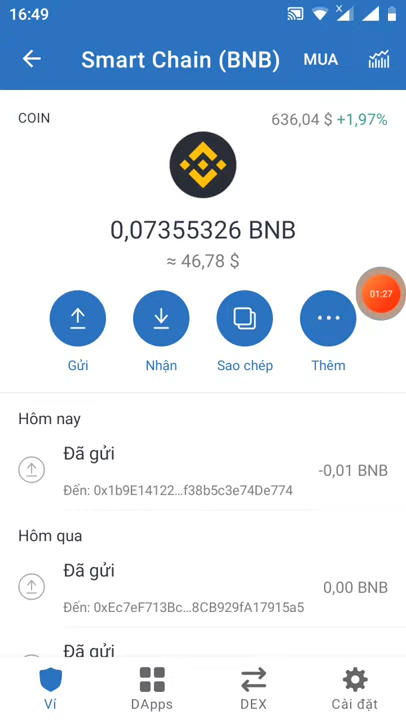 16:49
Smart Chain (BNB) MUA
COIN 636,04 $ +1,97%
0,07355326 BNB
≈ 46,78 $
01:27
Gửi Nhận Sao chép Thêm
Hôm nay
Đã gửi
-0,01 BNB
Đến: 0x1b9E14122...f38b5c3e74De774
Hôm qua
Đã gửi
0,00 BNB
Đến: 0xEc7eF713Bc...8CB929fA17915a5
Đã gửi
Ví DApps DEX Cài đặt